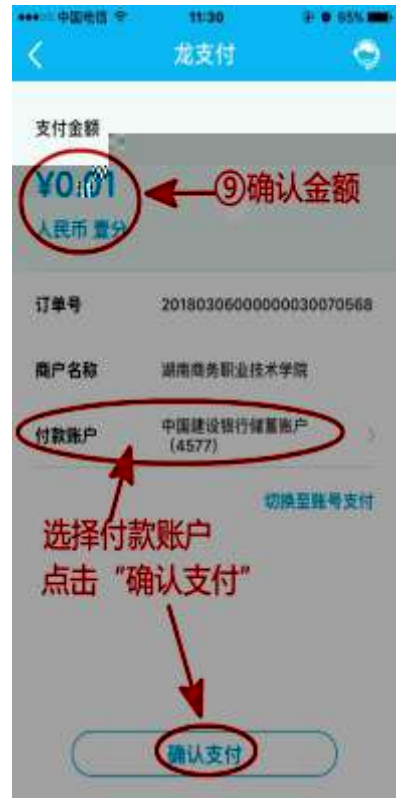 中国电信 11:30 95%
龙支付
支付金额
¥0.01
⑨确认金额
人民币 壹分
订单号 20180306000000030070568
商户名称 湖南商务职业技术学院
付款账户 中国建设银行储蓄账户
(4577)
切换至账号支付
选择付款账户
点击“确认支付”
确认支付